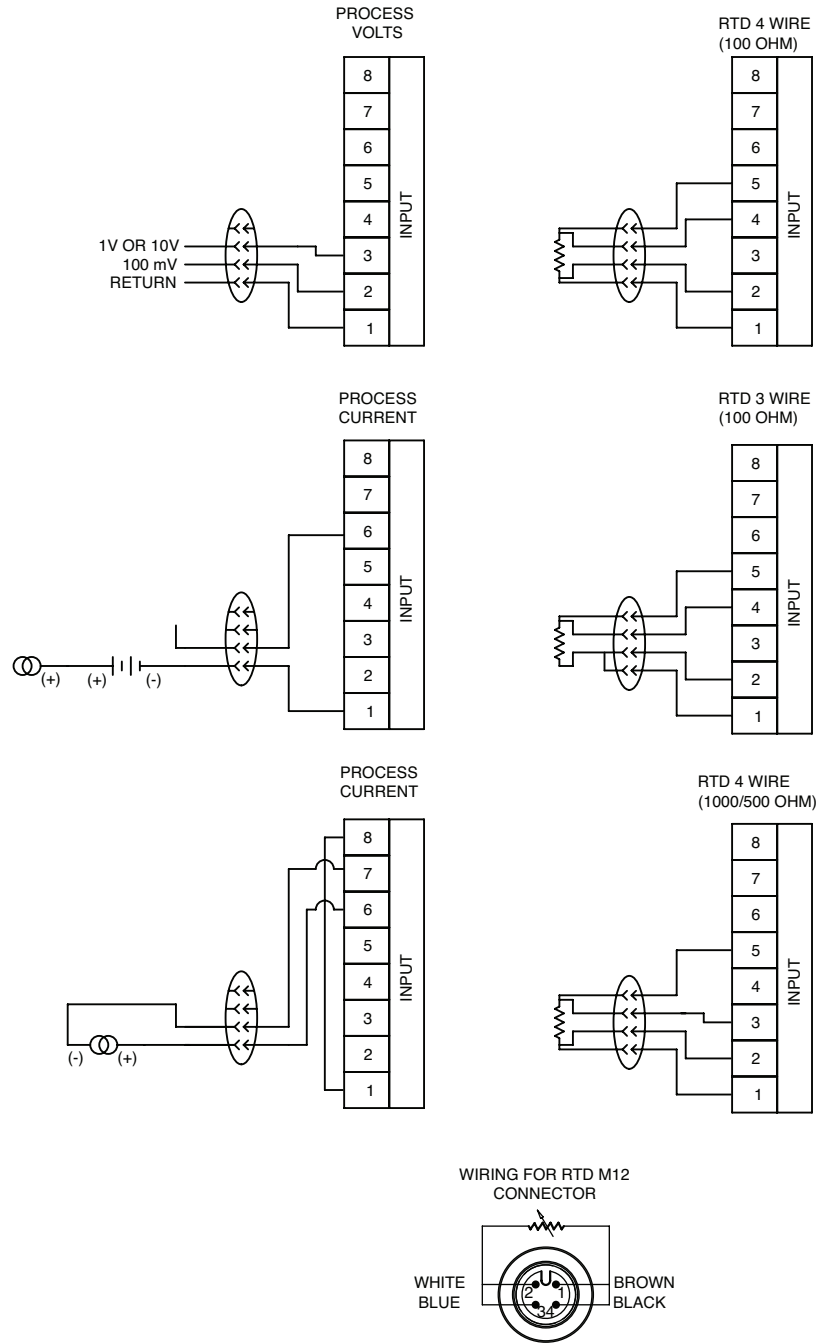 PROCESS
VOLTS
8
7
6
5
4
3
2
1
INPUT
1V OR 10V
100 mV
RETURN
RTD 4 WIRE
(100 OHM)
8
7
6
5
4
3
2
1
INPUT
PROCESS
CURRENT
8
7
6
5
4
3
2
1
INPUT
(+) (+) (-)
RTD 3 WIRE
(100 OHM)
8
7
6
5
4
3
2
1
INPUT
PROCESS
CURRENT
8
7
6
5
4
3
2
1
INPUT
(-) (+)
RTD 4 WIRE
(1000/500 OHM)
8
7
6
5
4
3
2
1
INPUT
WIRING FOR RTD M12
CONNECTOR
WHITE 2 1 BROWN
BLUE 3 4 BLACK